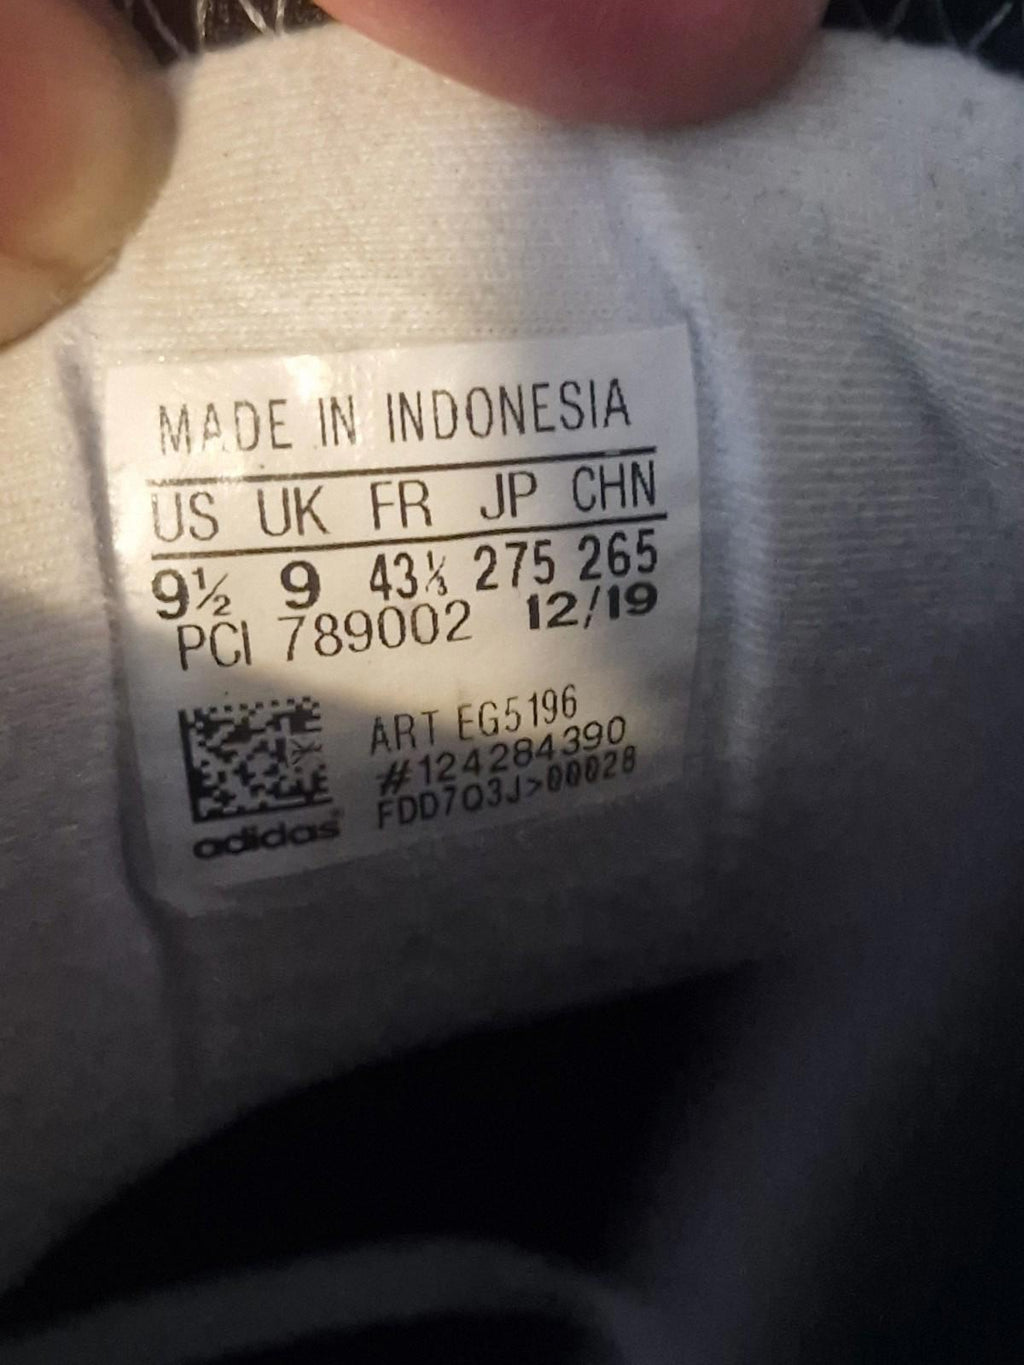 MADE IN INDONESIA
US UK FR JP CHN
9½ 9 43⅓ 275 265
PCI 789002 12/19
ART EG5196
#124284390
FDD7Q3J>00028
adidas